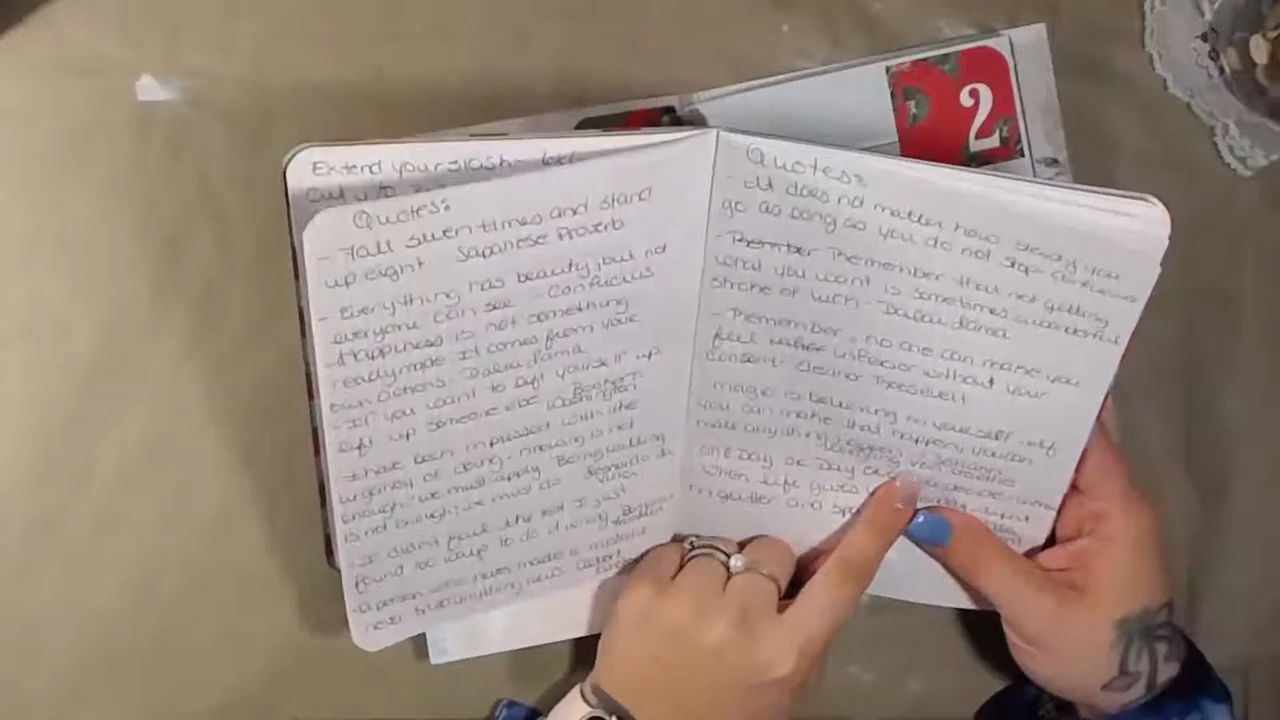 Extend your slash -
Cut up to
Quotes:
- Fall seven times and stand
up eight Japanese Proverb
- Everything has beauty, but not
everyone can see - Confucius
- Happiness is not something
readymade. It comes from your
own actions. Dalai Lama
- If you want to lift yourself up
lift up someone else Booker T.
Washington
I have been impressed with the
urgency of doing. knowing is not
enough; we must apply. Being willing
is not enough; we must do Leonardo da
Vinci
- I didn't fail the test I just
found 100 ways to do it wrong. Benjamin
Franklin
- A person who never made a mistake
never tried anything new. Albert
Quotes:
- It does not matter how slowly you
go as long as you do not stop - Confucius
- Remember that not getting
what you want is sometimes a wonderful
stroke of luck - Dalai Lama
- Remember, no one can make you
feel inferior without your
consent - Eleanor Roosevelt
magic is believing in yourself, if
you can make that happen, you can
make anything happen - Johann
Wolfgang von Goethe
ONE DAY or DAY ONE you decide -
when life gives
in glitter and
2